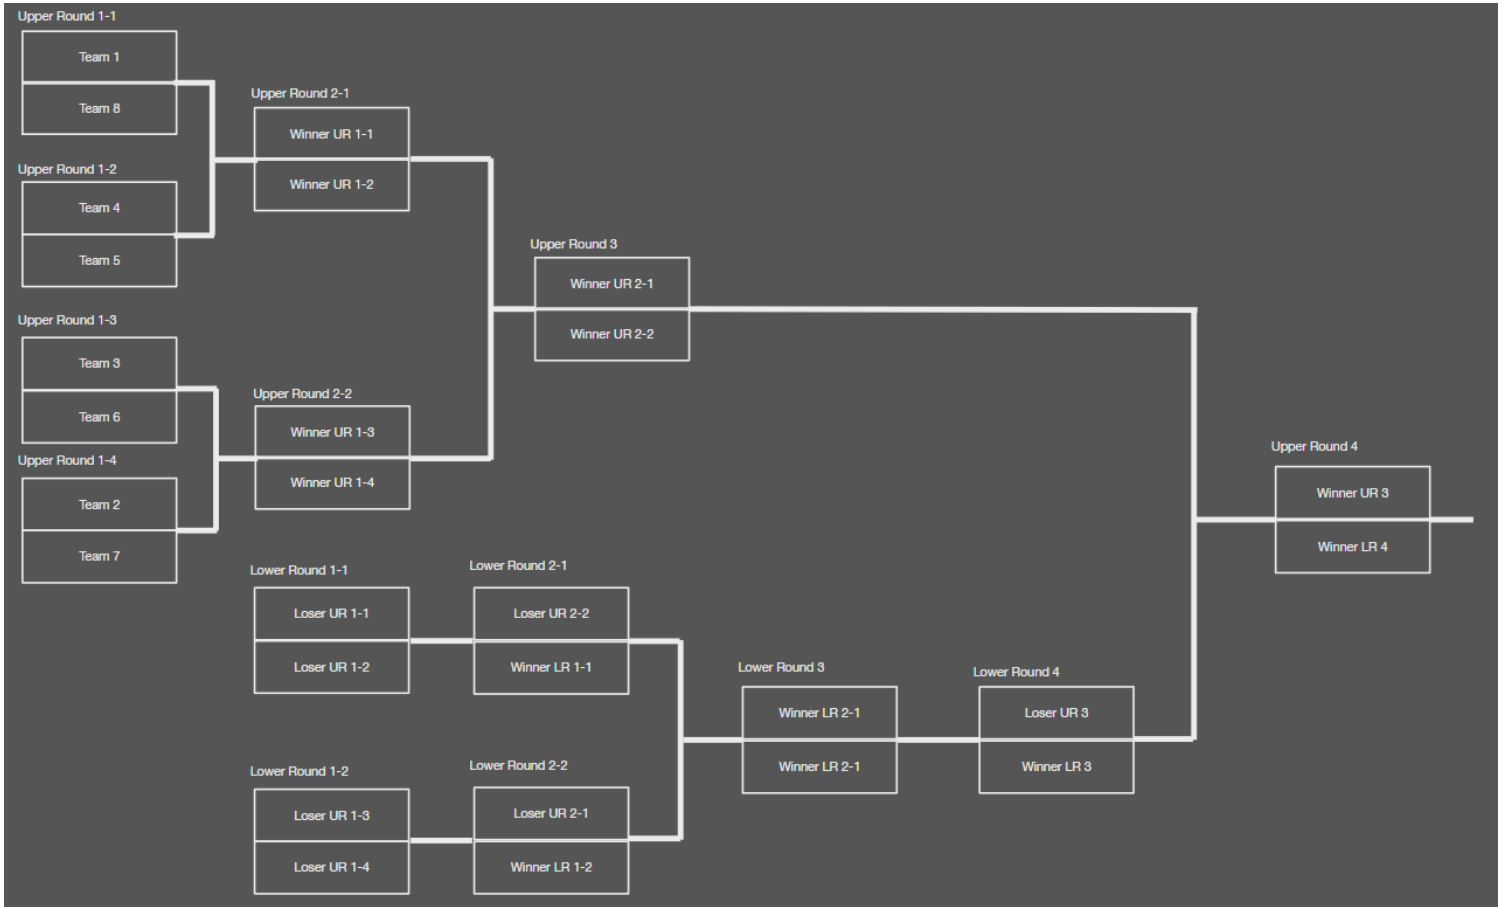 Upper Round 1-1
Team 1
Team 8
Upper Round 1-2
Team 4
Team 5
Upper Round 1-3
Team 3
Team 6
Upper Round 1-4
Team 2
Team 7
Upper Round 2-1
Winner UR 1-1
Winner UR 1-2
Upper Round 2-2
Winner UR 1-3
Winner UR 1-4
Upper Round 3
Winner UR 2-1
Winner UR 2-2
Upper Round 4
Winner UR 3
Winner LR 4
Lower Round 1-1
Loser UR 1-1
Loser UR 1-2
Lower Round 1-2
Loser UR 1-3
Loser UR 1-4
Lower Round 2-1
Loser UR 2-2
Winner LR 1-1
Lower Round 2-2
Loser UR 2-1
Winner LR 1-2
Lower Round 3
Winner LR 2-1
Winner LR 2-1
Lower Round 4
Loser UR 3
Winner LR 3